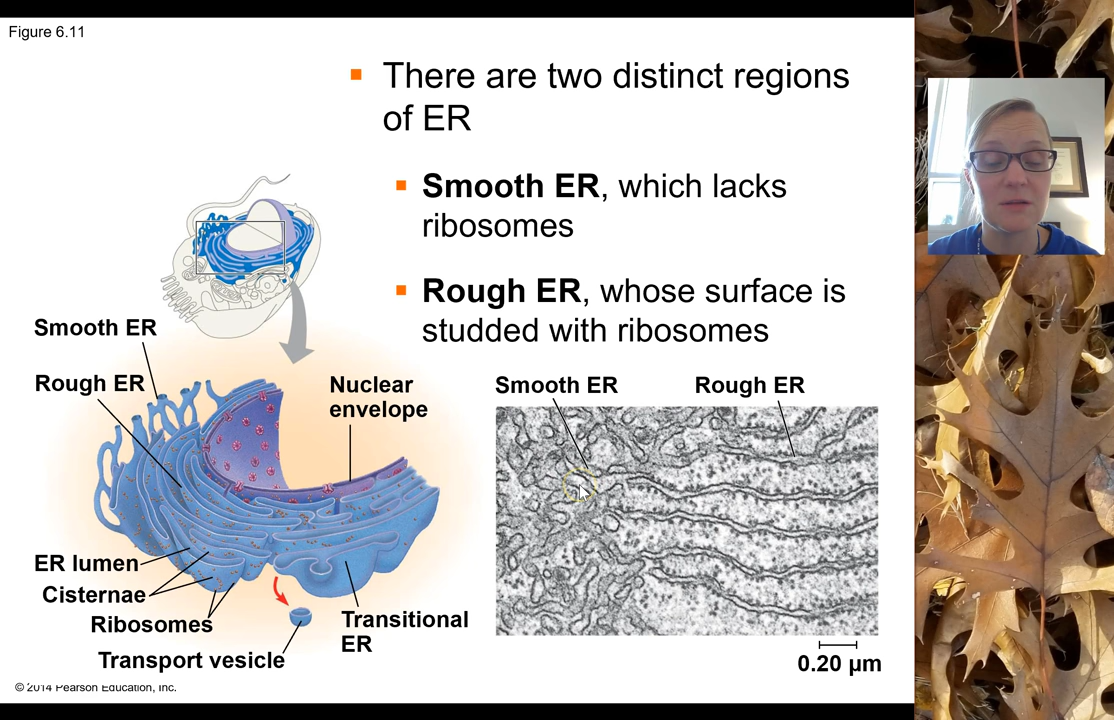 Figure 6.11
■ There are two distinct regions
of ER
■ Smooth ER, which lacks
ribosomes
■ Rough ER, whose surface is
studded with ribosomes
Smooth ER
Rough ER
Nuclear
envelope
ER lumen
Cisternae
Ribosomes
Transport vesicle
Transitional
ER
Smooth ER
Rough ER
0.20 μm
© 2014 Pearson Education, Inc.